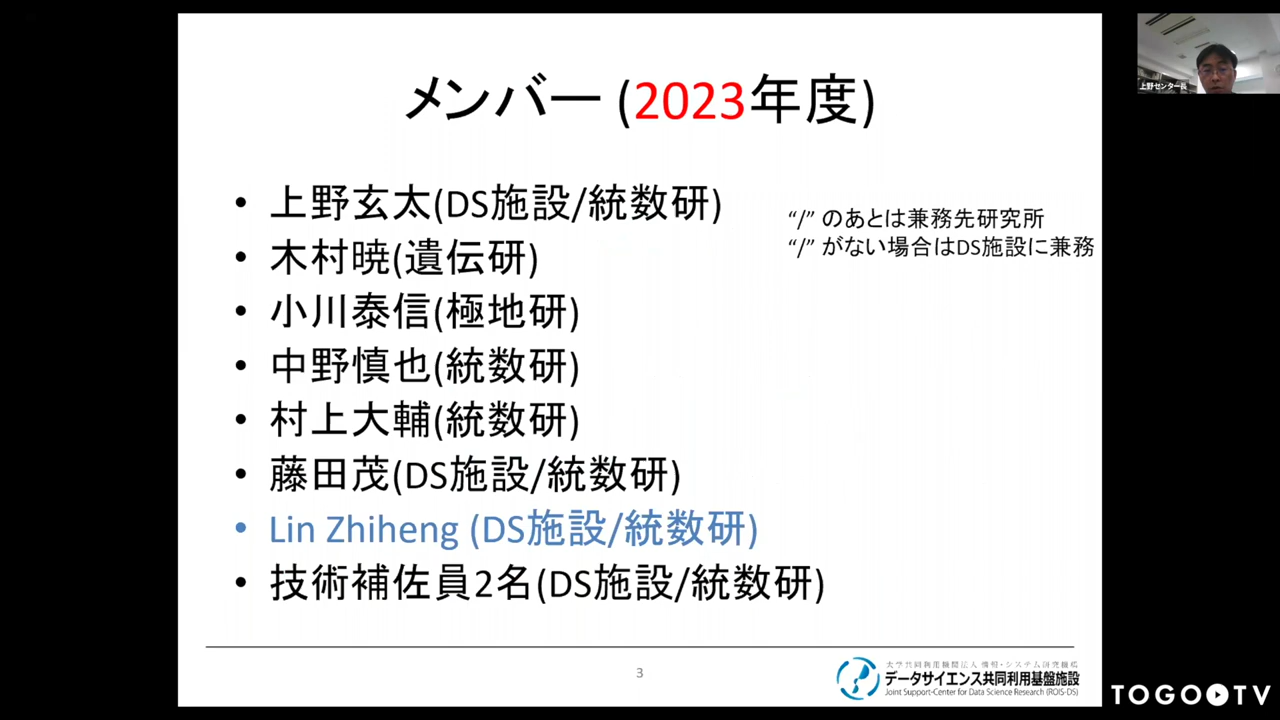 メンバー (2023年度)
• 上野玄太(DS施設/統数研)
• 木村暁(遺伝研)
• 小川泰信(極地研)
• 中野慎也(統数研)
• 村上大輔(統数研)
• 藤田茂(DS施設/統数研)
• Lin Zhiheng (DS施設/統数研)
• 技術補佐員2名(DS施設/統数研)
“/” のあとは兼務先研究所
“/” がない場合はDS施設に兼務
上野センター長
3
大学共同利用機関法人 情報・システム研究機構
データサイエンス共同利用基盤施設
Joint Support-Center for Data Science Research (ROIS-DS)
TOGOTV